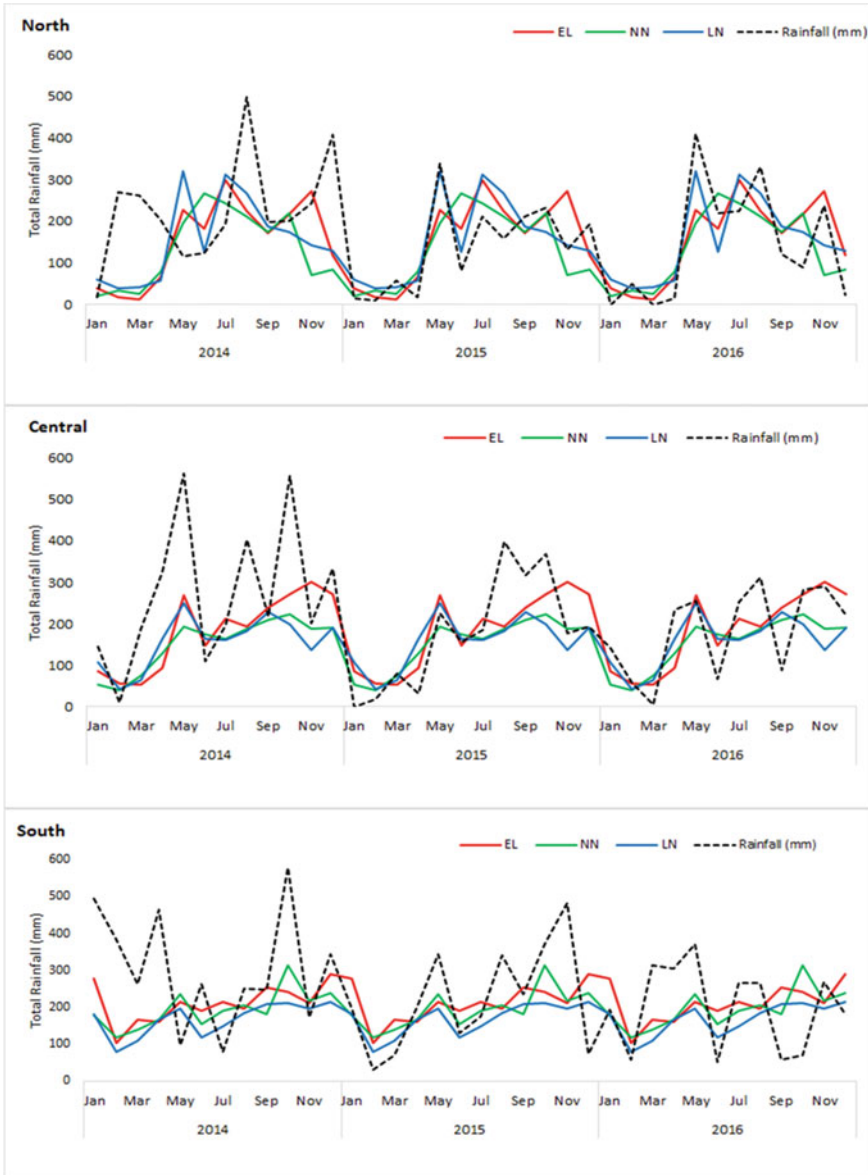 North
EL NN LN Rainfall (mm)
Total Rainfall (mm)
600
500
400
300
200
100
0
Jan Mar May Jul Sep Nov Jan Mar May Jul Sep Nov Jan Mar May Jul Sep Nov
2014 2015 2016
Central
EL NN LN Rainfall (mm)
Total Rainfall (mm)
600
500
400
300
200
100
0
Jan Mar May Jul Sep Nov Jan Mar May Jul Sep Nov Jan Mar May Jul Sep Nov
2014 2015 2016
South
EL NN LN Rainfall (mm)
Total Rainfall (mm)
600
500
400
300
200
100
0
Jan Mar May Jul Sep Nov Jan Mar May Jul Sep Nov Jan Mar May Jul Sep Nov
2014 2015 2016